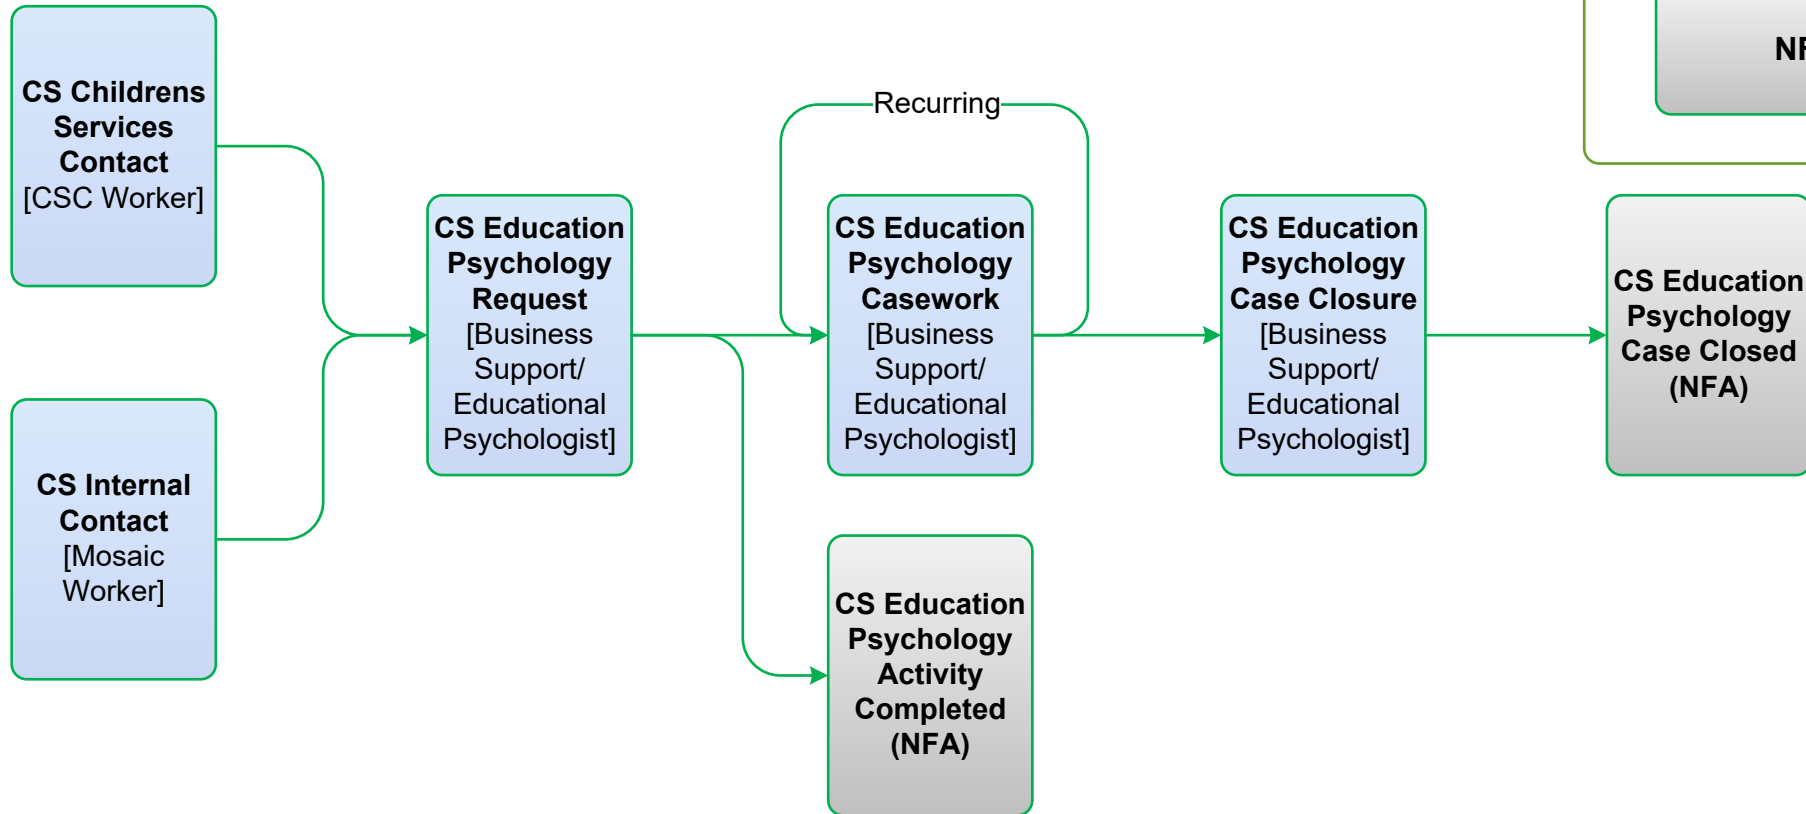 CS Childrens
Services
Contact
[CSC Worker]
CS Internal
Contact
[Mosaic
Worker]
CS Education
Psychology
Request
[Business
Support/
Educational
Psychologist]
Recurring
CS Education
Psychology
Casework
[Business
Support/
Educational
Psychologist]
CS Education
Psychology
Activity
Completed
(NFA)
CS Education
Psychology
Case Closure
[Business
Support/
Educational
Psychologist]
CS Education
Psychology
Case Closed
(NFA)